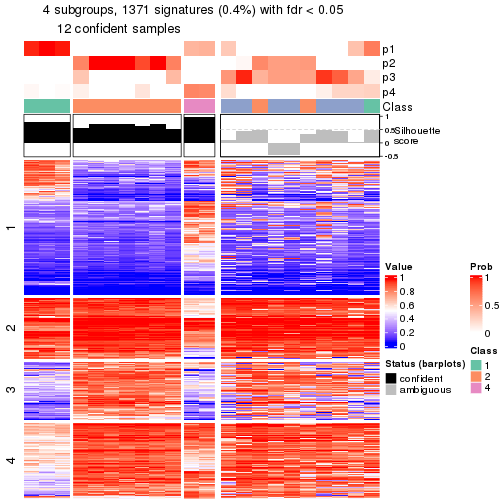 4 subgroups, 1371 signatures (0.4%) with fdr < 0.05
12 confident samples
p1
p2
p3
p4
Class
1
0.5
0
-0.5
Silhouette
score
1
2
3
4
Value
1
0.8
0.6
0.4
0.2
0
Prob
1
0.5
0
Status (barplots)
confident
ambiguous
Class
1
2
4